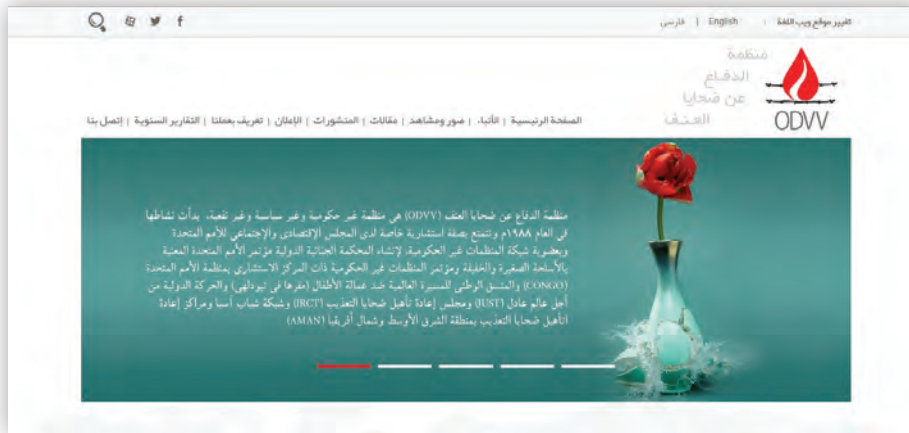 تغيير موقع ويب اللغة : English | فارسي
منظمة
الدفاع
عن ضحايا
العنف
ODVV
الصفحة الرئيسية | الأنباء | صور ومشاهد | مقالات | المنشورات | الإعلان | تعريف بعملنا | التقارير السنوية | إتصل بنا
منظمة الدفاع عن ضحايا العنف (ODVV) هي منظمة غير حكومية وغير سياسية وغير نفعية، بدأت نشاطها
في العام ١٩٨٨م وتتمتع بصفة استشارية خاصة لدى المجلس الإقتصادي والإجتماعي للأمم المتحدة
وبعضوية شبكة المنظمات غير الحكومية، لإنشاء المحكمة الجنائية الدولية مؤتمر الأمم المتحدة المعنية
بالأسلحة الصغيرة والخفيفة ومؤتمر المنظمات غير الحكومية ذات المركز الاستشاري بمنظمة الأمم المتحدة
(CONGO) والمنسق الوطني للمسيرة العالمية ضد عمالة الأطفال (مقرها في نيودلهي) والحركة الدولية من
أجل عالم عادل (JUST) ومجلس إعادة تأهيل ضحايا التعذيب (IRCT) وشبكة شباب آسيا ومراكز إعادة
التأهيل ضحايا التعذيب بمنطقة الشرق الأوسط وشمال أفريقيا (AMAN)